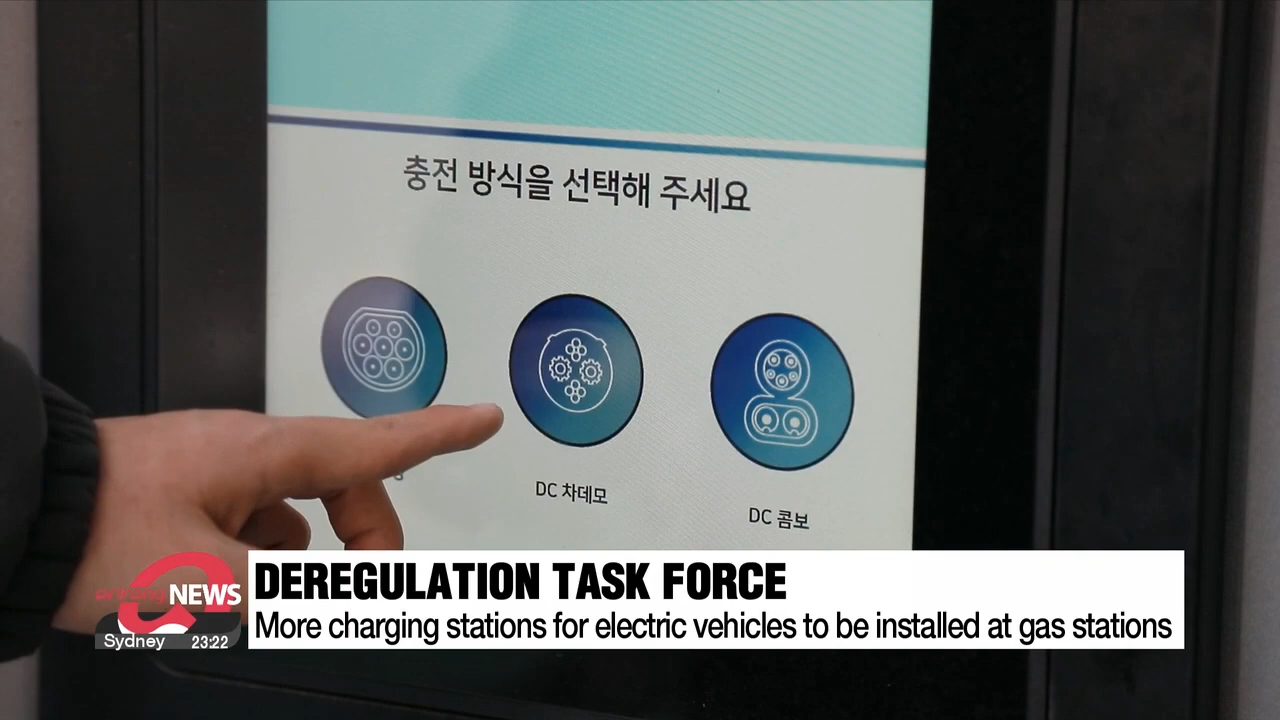 충전 방식을 선택해 주세요
DC 차데모
DC 콤보
arirang NEWS
Sydney 23:22
DEREGULATION TASK FORCE
More charging stations for electric vehicles to be installed at gas stations